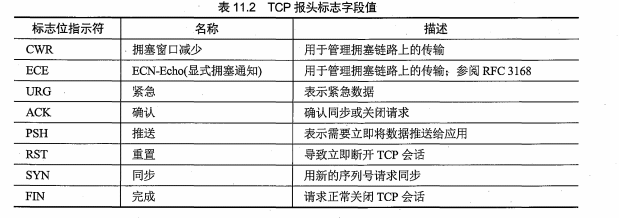 表 11.2 TCP 报头标志字段值
标志位指示符 名称 描述
CWR 拥塞窗口减少 用于管理拥塞链路上的传输
ECE ECN-Echo(显式拥塞通知) 用于管理拥塞链路上的传输；参阅 RFC 3168
URG 紧急 表示紧急数据
ACK 确认 确认同步或关闭请求
PSH 推送 表示需要立即将数据推送给应用
RST 重置 导致立即断开 TCP 会话
SYN 同步 用新的序列号请求同步
FIN 完成 请求正常关闭 TCP 会话